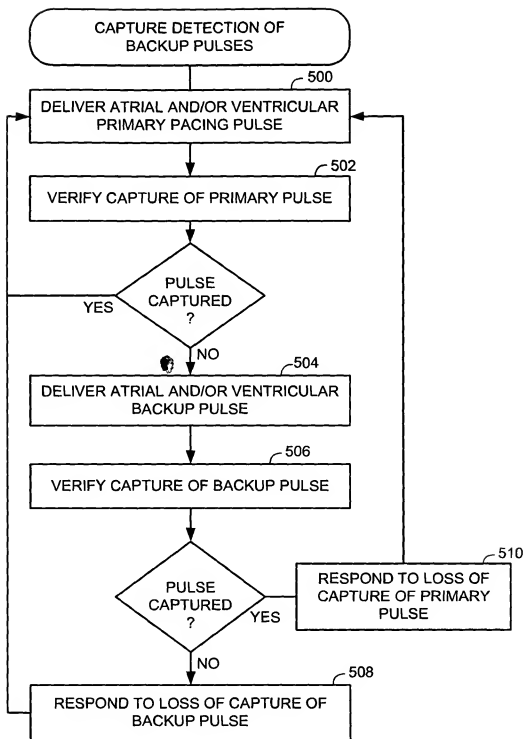 CAPTURE DETECTION OF
BACKUP PULSES
500
DELIVER ATRIAL AND/OR VENTRICULAR
PRIMARY PACING PULSE
502
VERIFY CAPTURE OF PRIMARY PULSE
PULSE
CAPTURED
?
YES
NO
504
DELIVER ATRIAL AND/OR VENTRICULAR
BACKUP PULSE
506
VERIFY CAPTURE OF BACKUP PULSE
PULSE
CAPTURED
?
YES
510
RESPOND TO LOSS OF
CAPTURE OF PRIMARY
PULSE
NO
508
RESPOND TO LOSS OF CAPTURE OF
BACKUP PULSE